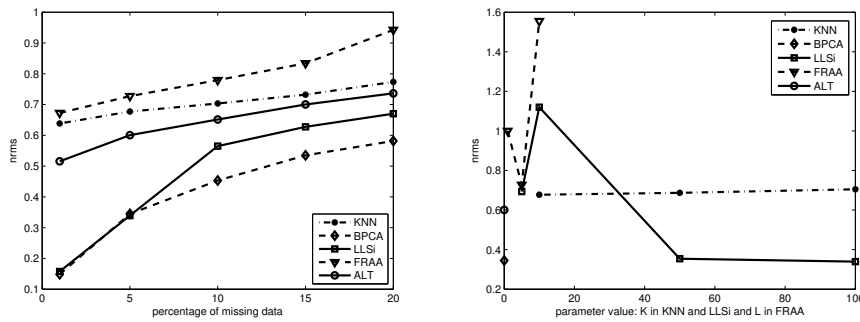 1
0.9
0.8
0.7
0.6
0.5
0.4
0.3
0.2
0.1
nrms
0 5 10 15 20
percentage of missing data
KNN
BPCA
LLSi
FRAA
ALT
1.6
1.4
1.2
1
0.8
0.6
0.4
0.2
nrms
0 20 40 60 80 100
parameter value: K in KNN and LLSi and L in FRAA
KNN
BPCA
LLSi
FRAA
ALT